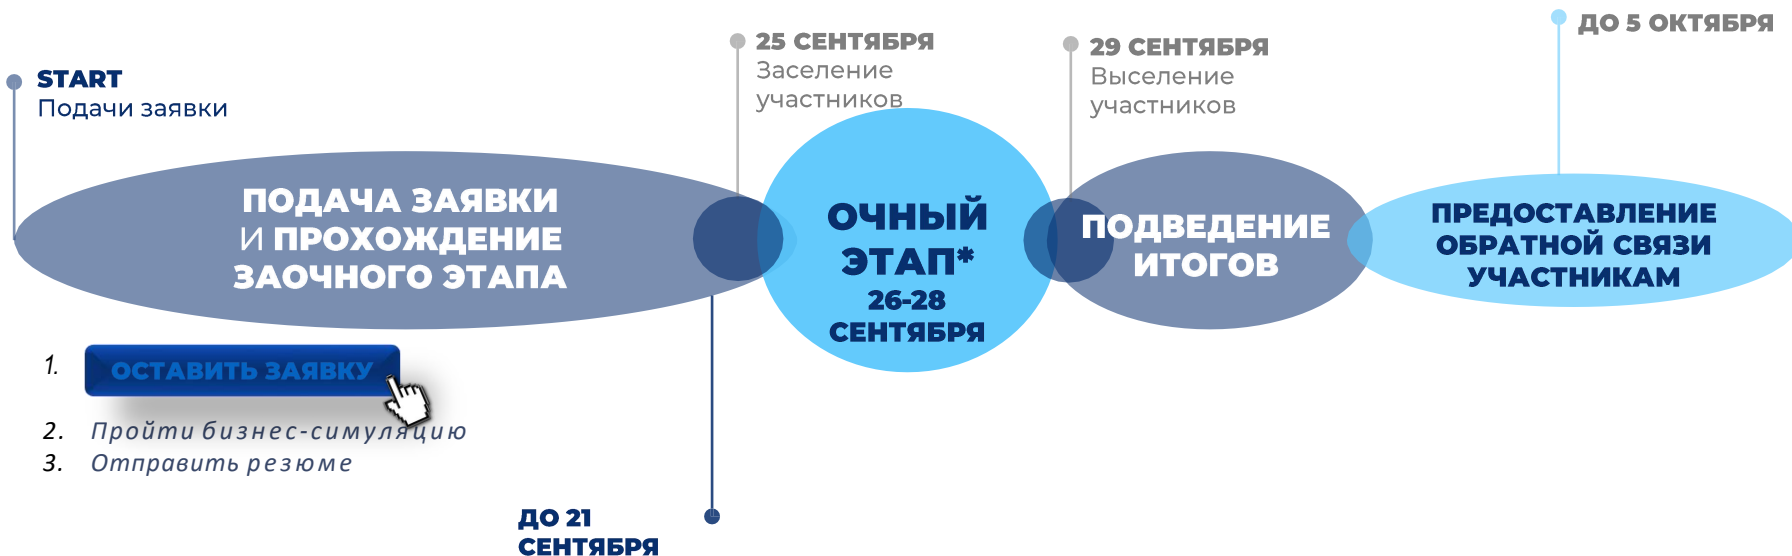 START
Подачи заявки
25 СЕНТЯБРЯ
Заселение
участников
29 СЕНТЯБРЯ
Выселение
участников
ДО 5 ОКТЯБРЯ
ПОДАЧА ЗАЯВКИ
И ПРОХОЖДЕНИЕ
ЗАОЧНОГО ЭТАПА
ОЧНЫЙ
ЭТАП*
26-28
СЕНТЯБРЯ
ПОДВЕДЕНИЕ
ИТОГОВ
ПРЕДОСТАВЛЕНИЕ
ОБРАТНОЙ СВЯЗИ
УЧАСТНИКАМ
1. ОСТАВИТЬ ЗАЯВКУ
2. Пройти бизнес-симуляцию
3. Отправить резюме
ДО 21
СЕНТЯБРЯ